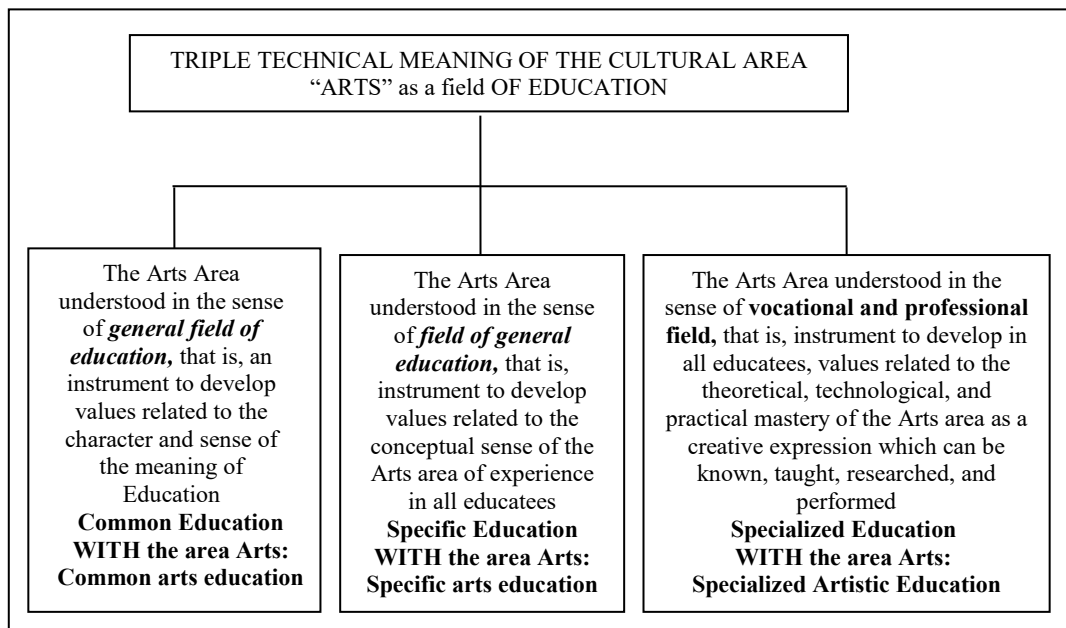 TRIPLE TECHNICAL MEANING OF THE CULTURAL AREA
“ARTS” as a field OF EDUCATION
The Arts Area
understood in the sense
of general field of
education, that is, an
instrument to develop
values related to the
character and sense of
the meaning of
Education
Common Education
WITH the area Arts:
Common arts education
The Arts Area
understood in the sense
of field of general
education, that is,
instrument to develop
values related to the
conceptual sense of the
Arts area of experience
in all educatees
Specific Education
WITH the area Arts:
Specific arts education
The Arts Area understood in the
sense of vocational and professional
field, that is, instrument to develop in
all educatees, values related to the
theoretical, technological, and
practical mastery of the Arts area as a
creative expression which can be
known, taught, researched, and
performed
Specialized Education
WITH the area Arts:
Specialized Artistic Education